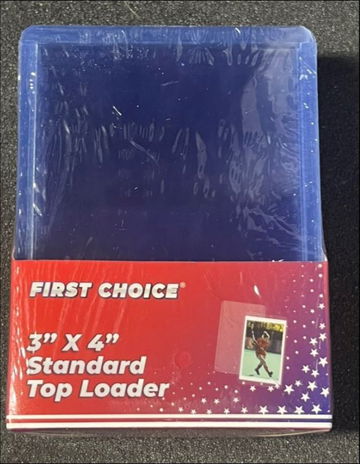 FIRST CHOICE®
3” X 4”
Standard
Top Loader